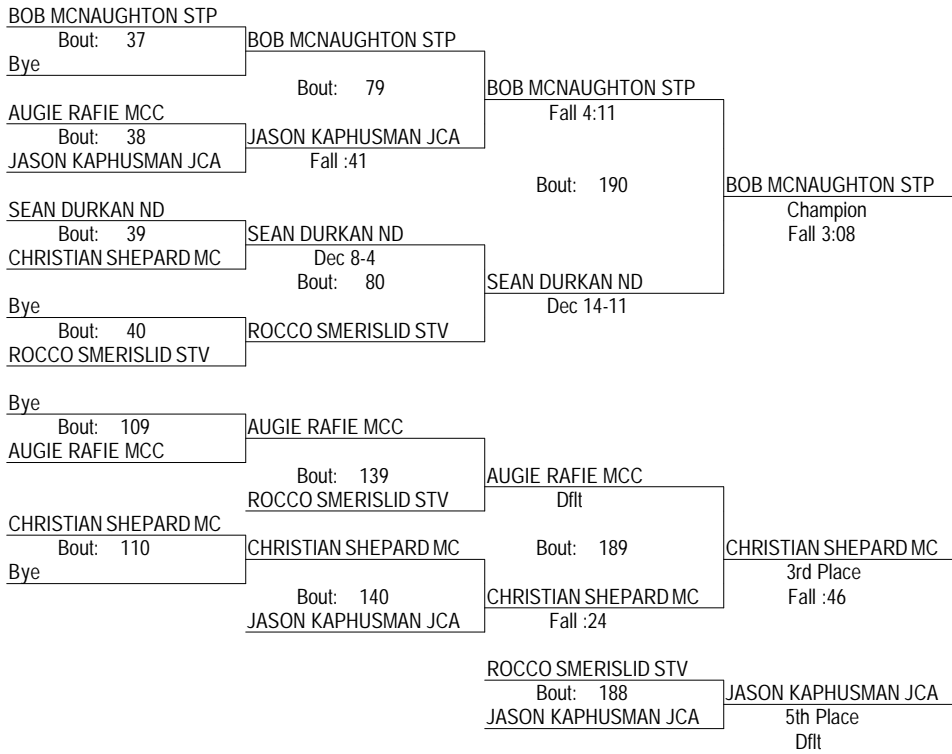 BOB MCNAUGHTON STP
Bout: 37
Bye
BOB MCNAUGHTON STP
Bout: 79
AUGIE RAFIE MCC
Bout: 38
JASON KAPHUSMAN JCA
JASON KAPHUSMAN JCA
Fall :41
BOB MCNAUGHTON STP
Fall 4:11
Bout: 190
SEAN DURKAN ND
Bout: 39
CHRISTIAN SHEPARD MC
SEAN DURKAN ND
Dec 8-4
Bout: 80
Bye
Bout: 40
ROCCO SMERISLID STV
ROCCO SMERISLID STV
SEAN DURKAN ND
Dec 14-11
BOB MCNAUGHTON STP
Champion
Fall 3:08
Bye
Bout: 109
AUGIE RAFIE MCC
AUGIE RAFIE MCC
Bout: 139
ROCCO SMERISLID STV
AUGIE RAFIE MCC
Dflt
CHRISTIAN SHEPARD MC
Bout: 110
Bye
CHRISTIAN SHEPARD MC
Bout: 140
JASON KAPHUSMAN JCA
Bout: 189
CHRISTIAN SHEPARD MC
Fall :24
CHRISTIAN SHEPARD MC
3rd Place
Fall :46
ROCCO SMERISLID STV
Bout: 188
JASON KAPHUSMAN JCA
JASON KAPHUSMAN JCA
5th Place
Dflt